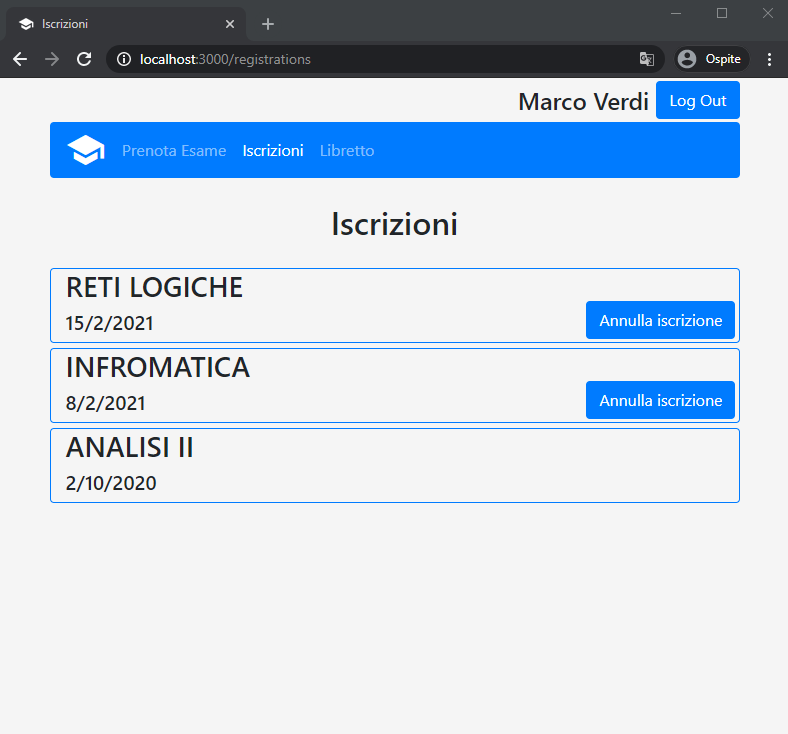 Iscrizioni
localhost:3000/registrations
Ospite
Marco Verdi Log Out
Prenota Esame Iscrizioni Libretto
Iscrizioni
RETI LOGICHE
15/2/2021 Annulla iscrizione
INFROMATICA
8/2/2021 Annulla iscrizione
ANALISI II
2/10/2020